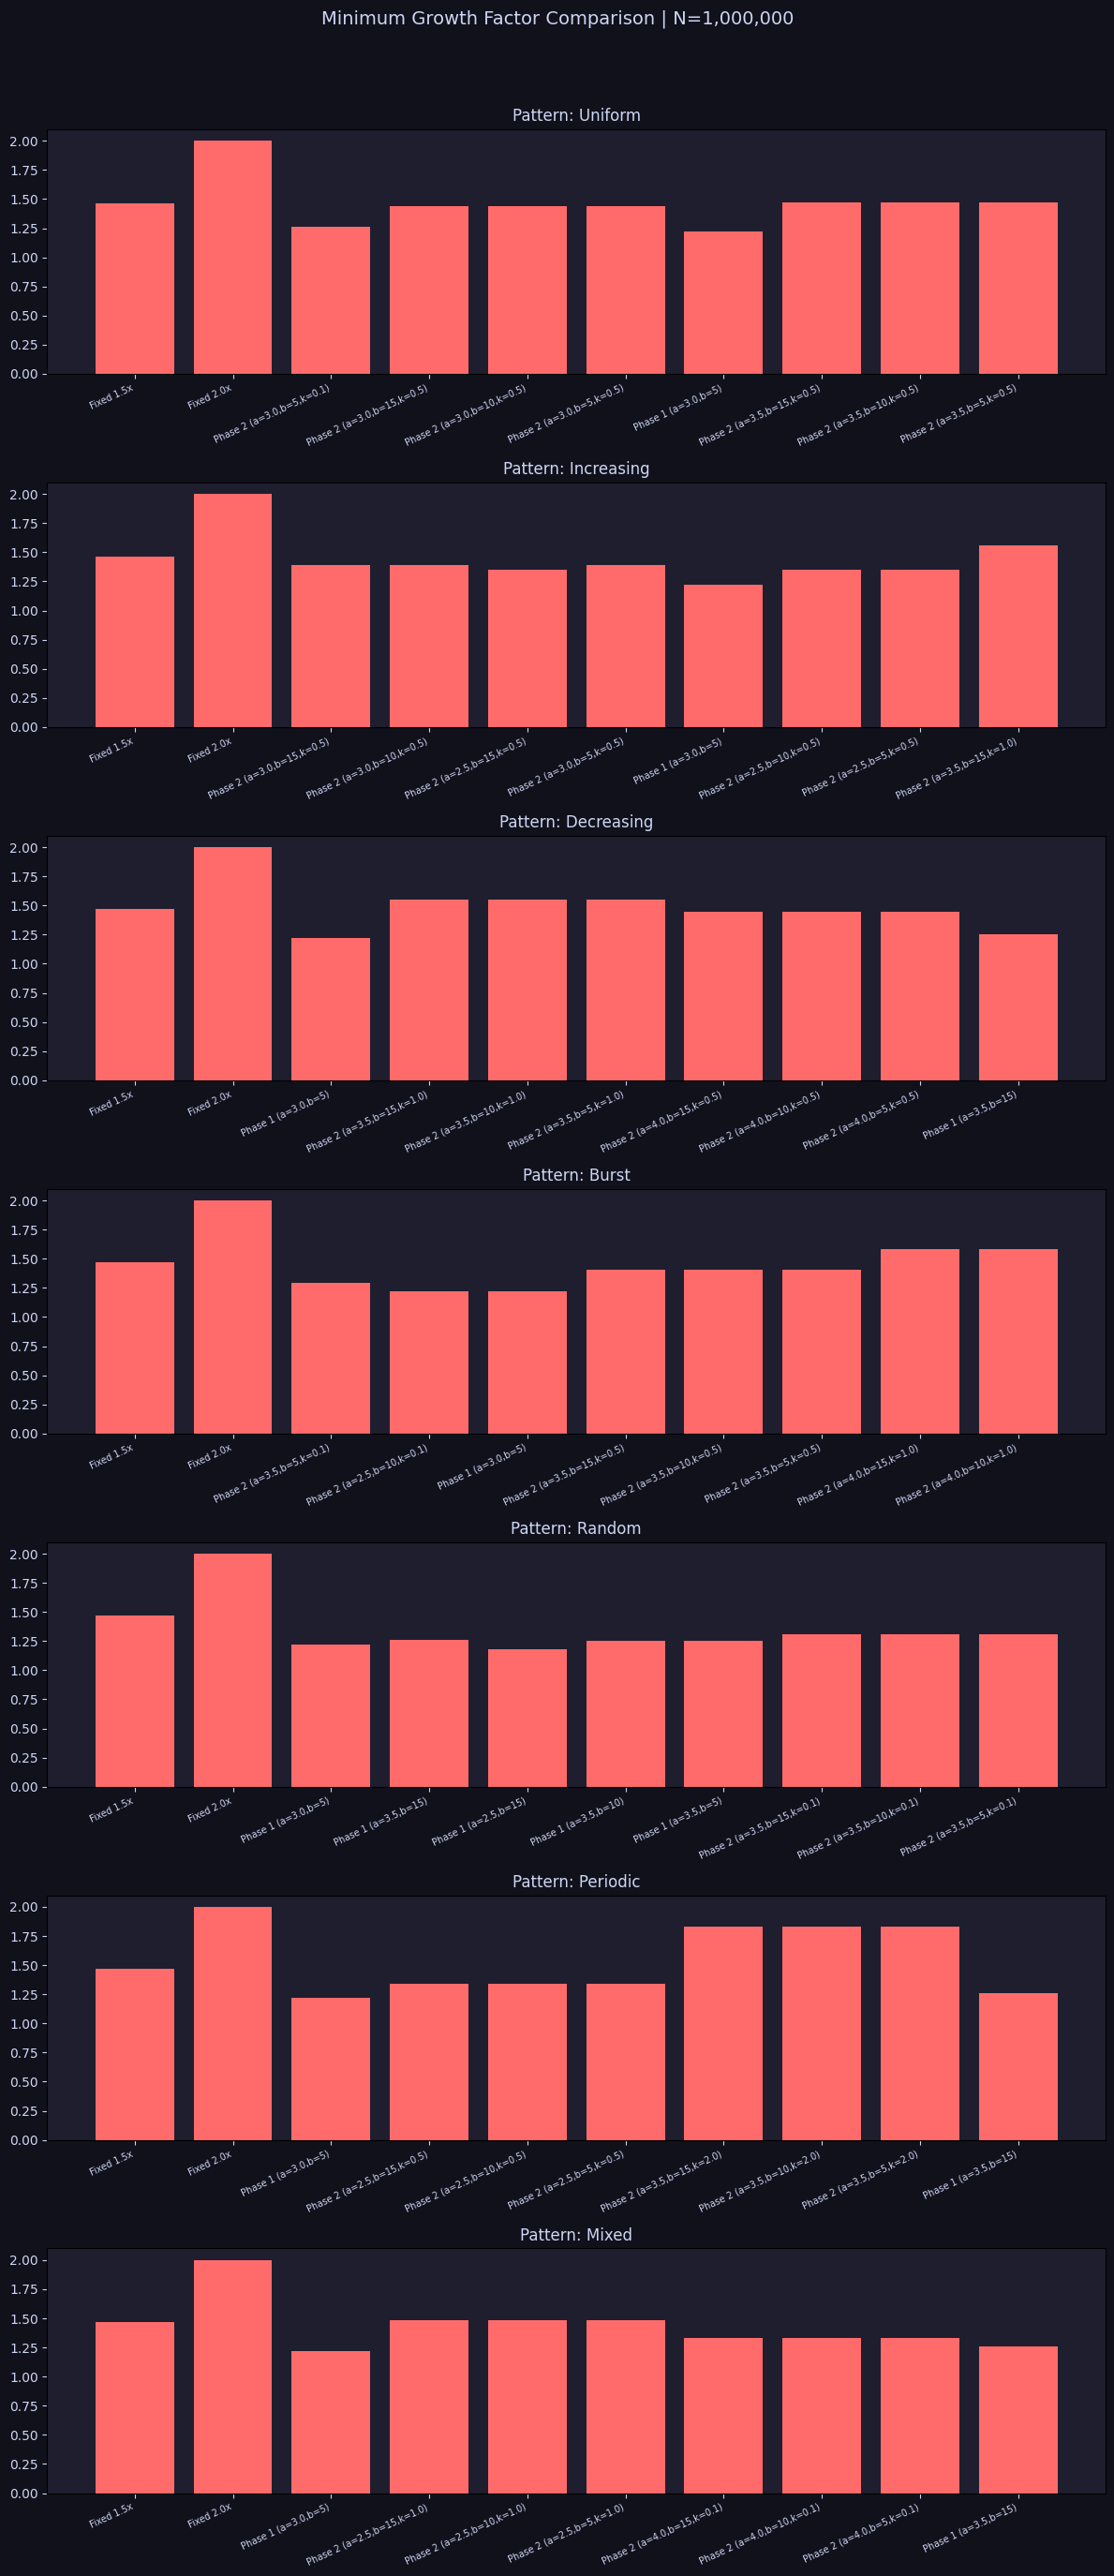 Minimum Growth Factor Comparison | N=1,000,000
Pattern: Uniform
2.00
1.75
1.50
1.25
1.00
0.75
0.50
0.25
0.00
Fixed 1.5x
Fixed 2.0x
Phase 2 (a=3.0,b=5,k=0.1)
Phase 2 (a=3.0,b=15,k=0.5)
Phase 2 (a=3.0,b=10,k=0.5)
Phase 2 (a=3.0,b=5,k=0.5)
Phase 1 (a=3.0,b=5)
Phase 2 (a=3.5,b=15,k=0.5)
Phase 2 (a=3.5,b=10,k=0.5)
Phase 2 (a=3.5,b=5,k=0.5)
Pattern: Increasing
2.00
1.75
1.50
1.25
1.00
0.75
0.50
0.25
0.00
Fixed 1.5x
Fixed 2.0x
Phase 2 (a=3.0,b=15,k=0.5)
Phase 2 (a=3.0,b=10,k=0.5)
Phase 2 (a=2.5,b=15,k=0.5)
Phase 2 (a=3.0,b=5,k=0.5)
Phase 1 (a=3.0,b=5)
Phase 2 (a=2.5,b=10,k=0.5)
Phase 2 (a=2.5,b=5,k=0.5)
Phase 2 (a=3.5,b=15,k=1.0)
Pattern: Decreasing
2.00
1.75
1.50
1.25
1.00
0.75
0.50
0.25
0.00
Fixed 1.5x
Fixed 2.0x
Phase 1 (a=3.0,b=5)
Phase 2 (a=3.5,b=15,k=1.0)
Phase 2 (a=3.5,b=10,k=1.0)
Phase 2 (a=3.5,b=5,k=1.0)
Phase 2 (a=4.0,b=15,k=0.5)
Phase 2 (a=4.0,b=10,k=0.5)
Phase 2 (a=4.0,b=5,k=0.5)
Phase 1 (a=3.5,b=15)
Pattern: Burst
2.00
1.75
1.50
1.25
1.00
0.75
0.50
0.25
0.00
Fixed 1.5x
Fixed 2.0x
Phase 2 (a=3.5,b=5,k=0.1)
Phase 2 (a=2.5,b=10,k=0.1)
Phase 1 (a=3.0,b=5)
Phase 2 (a=3.5,b=15,k=0.5)
Phase 2 (a=3.5,b=10,k=0.5)
Phase 2 (a=3.5,b=5,k=0.5)
Phase 2 (a=4.0,b=15,k=1.0)
Phase 2 (a=4.0,b=10,k=1.0)
Pattern: Random
2.00
1.75
1.50
1.25
1.00
0.75
0.50
0.25
0.00
Fixed 1.5x
Fixed 2.0x
Phase 1 (a=3.0,b=5)
Phase 1 (a=3.5,b=15)
Phase 1 (a=2.5,b=15)
Phase 1 (a=3.5,b=10)
Phase 1 (a=3.5,b=5)
Phase 2 (a=3.5,b=15,k=0.1)
Phase 2 (a=3.5,b=10,k=0.1)
Phase 2 (a=3.5,b=5,k=0.1)
Pattern: Periodic
2.00
1.75
1.50
1.25
1.00
0.75
0.50
0.25
0.00
Fixed 1.5x
Fixed 2.0x
Phase 1 (a=3.0,b=5)
Phase 2 (a=2.5,b=15,k=0.5)
Phase 2 (a=2.5,b=10,k=0.5)
Phase 2 (a=2.5,b=5,k=0.5)
Phase 2 (a=3.5,b=15,k=2.0)
Phase 2 (a=3.5,b=10,k=2.0)
Phase 2 (a=3.5,b=5,k=2.0)
Phase 1 (a=3.5,b=15)
Pattern: Mixed
2.00
1.75
1.50
1.25
1.00
0.75
0.50
0.25
0.00
Fixed 1.5x
Fixed 2.0x
Phase 1 (a=3.0,b=5)
Phase 2 (a=2.5,b=15,k=1.0)
Phase 2 (a=2.5,b=10,k=1.0)
Phase 2 (a=2.5,b=5,k=1.0)
Phase 2 (a=4.0,b=15,k=0.1)
Phase 2 (a=4.0,b=10,k=0.1)
Phase 2 (a=4.0,b=5,k=0.1)
Phase 1 (a=3.5,b=15)